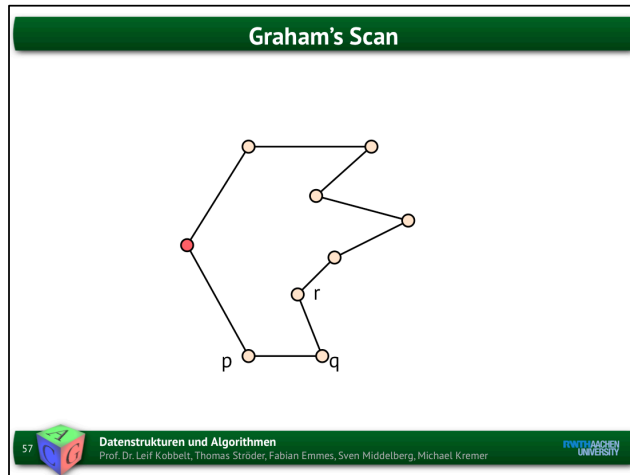 Graham's Scan
r
p
q
57
A
C
G
Datenstrukturen und Algorithmen
Prof. Dr. Leif Kobbelt, Thomas Ströder, Fabian Emmes, Sven Middelberg, Michael Kremer
RWTHAACHEN
UNIVERSITY